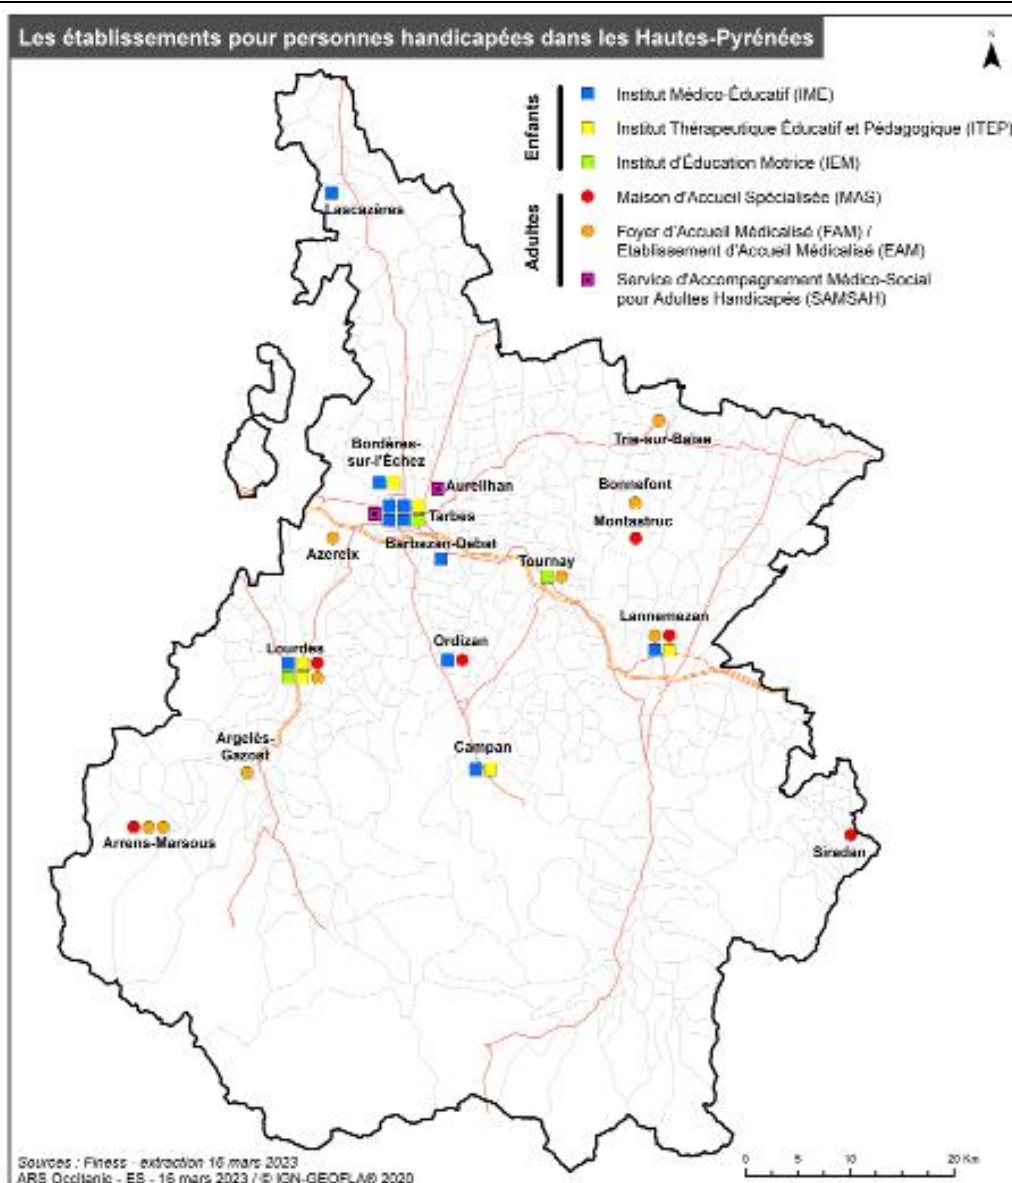 Les établissements pour personnes handicapées dans les Hautes-Pyrénées
N
Enfants
Institut Médico-Éducatif (IME)
Institut Thérapeutique Éducatif et Pédagogique (ITEP)
Institut d'Éducation Motrice (IEM)
Adultes
Maison d'Accueil Spécialisée (MAS)
Foyer d'Accueil Médicalisé (FAM) /
Etablissement d'Accueil Médicalisé (EAM)
Service d'Accompagnement Médico-Social
pour Adultes Handicapés (SAMSAH)
Lascazères
Trie-sur-Baïse
Bordères-
sur-l'Échez
Aureilhan
Bonnefont
Tarbes
Montastruc
Barbazan-Debat
Azereix
Tournay
Lannemezan
Ordizan
Lourdes
Argelès-
Gazost
Campan
Arrens-Marsous
Siradan
Sources : Finess - extraction 16 mars 2023
ARS Occitanie - ES - 16 mars 2023 / © IGN-GEOFLA® 2020
0 5 10 20 Km